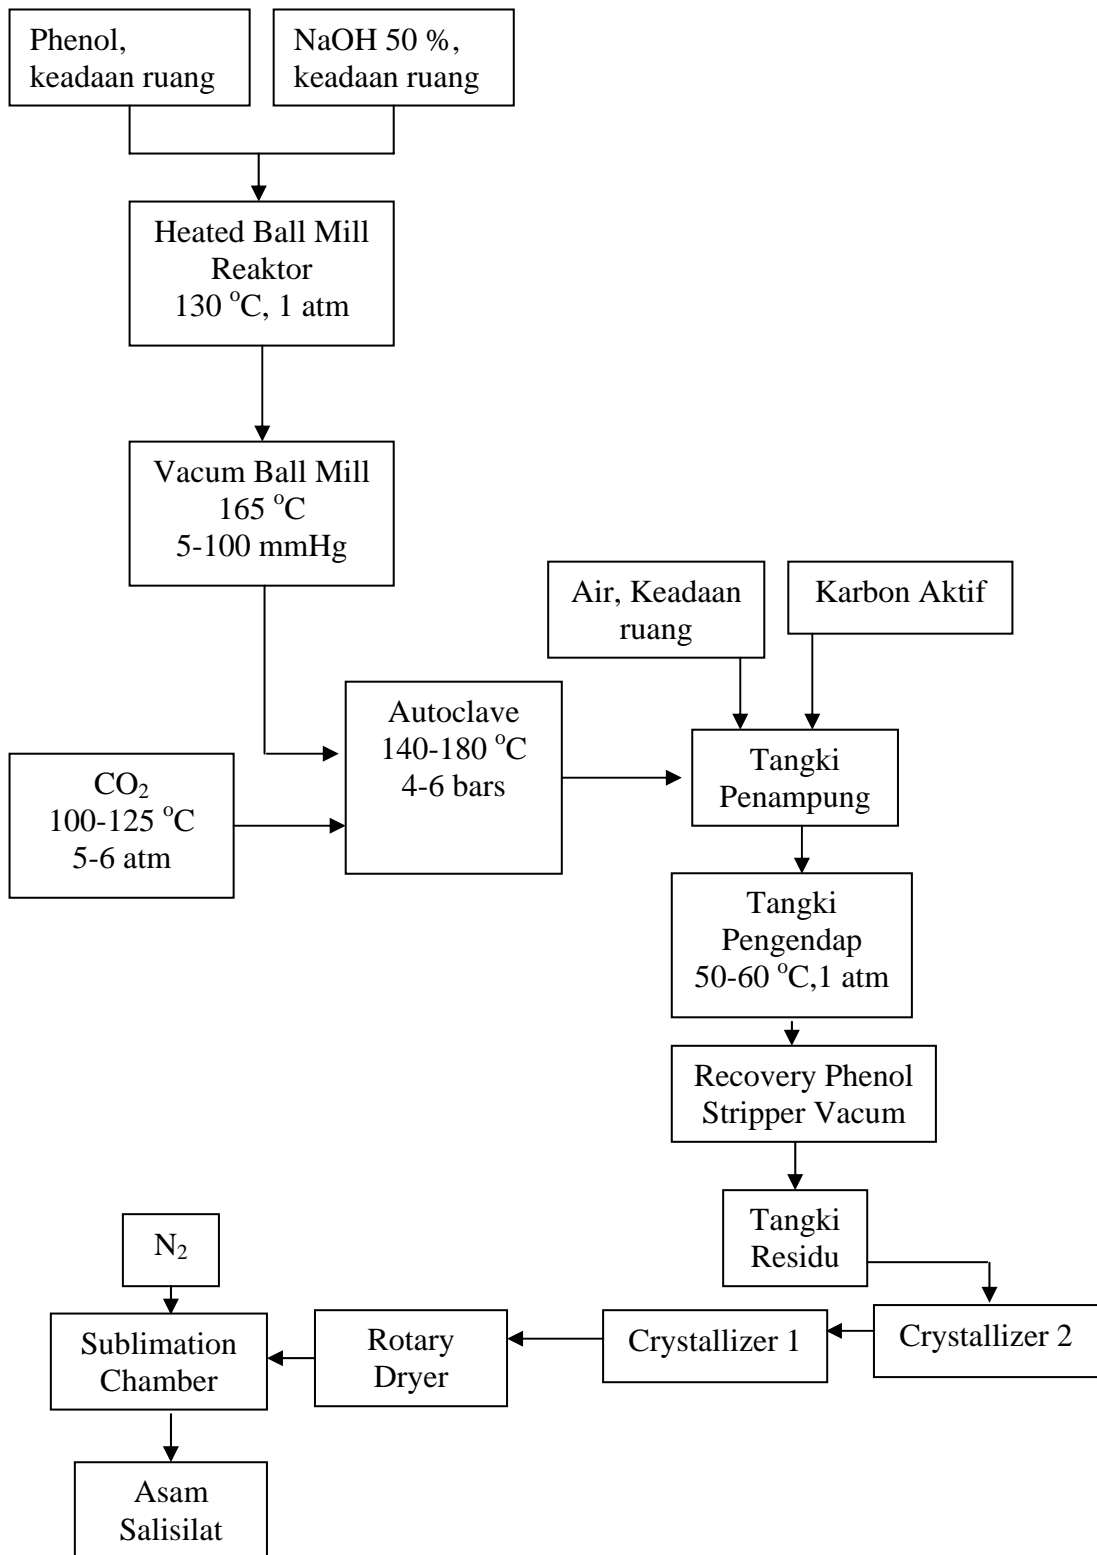 Phenol,
keadaan ruang
NaOH 50 %,
keadaan ruang
Heated Ball Mill
Reaktor
130 °C, 1 atm
Vacum Ball Mill
165 °C
5-100 mmHg
Air, Keadaan
ruang
Karbon Aktif
Autoclave
140-180 °C
4-6 bars
CO₂
100-125 °C
5-6 atm
Tangki
Penampung
Tangki
Pengendap
50-60 °C,1 atm
Recovery Phenol
Stripper Vacum
Tangki
Residu
N₂
Sublimation
Chamber
Rotary
Dryer
Crystallizer 1
Crystallizer 2
Asam
Salisilat